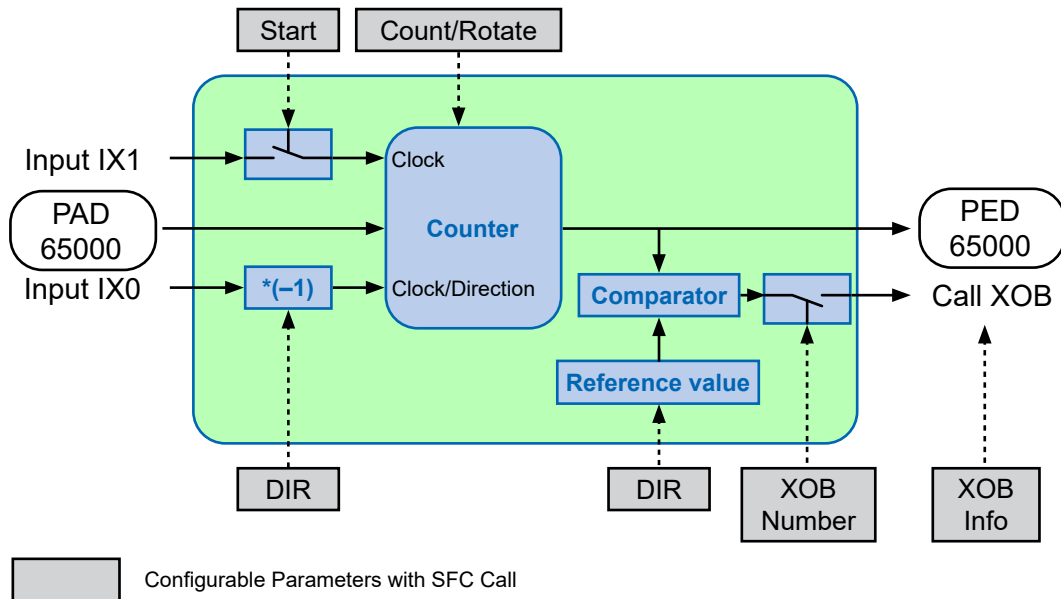 Start
Count/Rotate
Input IX1
Clock
PAD
65000
Counter
PED
65000
Input IX0
*(–1)
Clock/Direction
Comparator
Call XOB
Reference value
DIR
DIR
XOB
Number
XOB
Info
Configurable Parameters with SFC Call